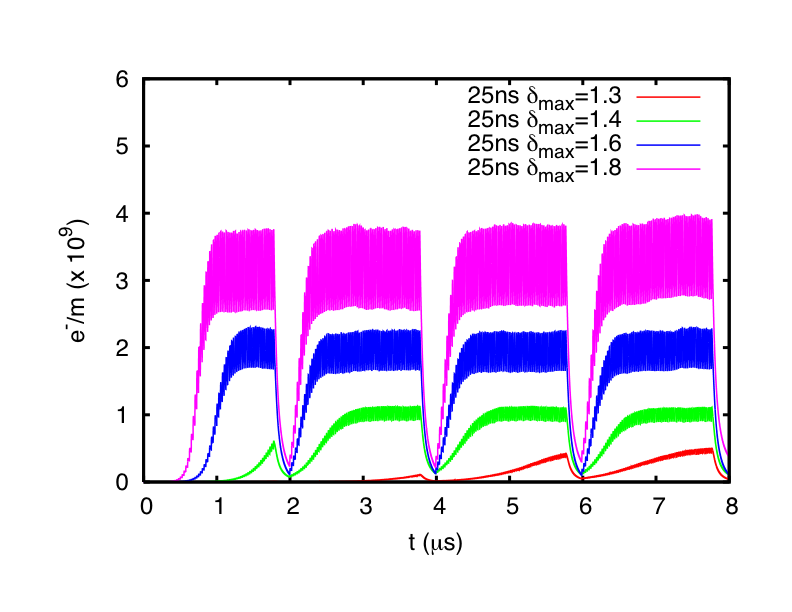 6
5
4
3
2
1
0
e⁻/m (x 10⁹)
25ns δmax=1.3
25ns δmax=1.4
25ns δmax=1.6
25ns δmax=1.8
0 1 2 3 4 5 6 7 8
t (μs)